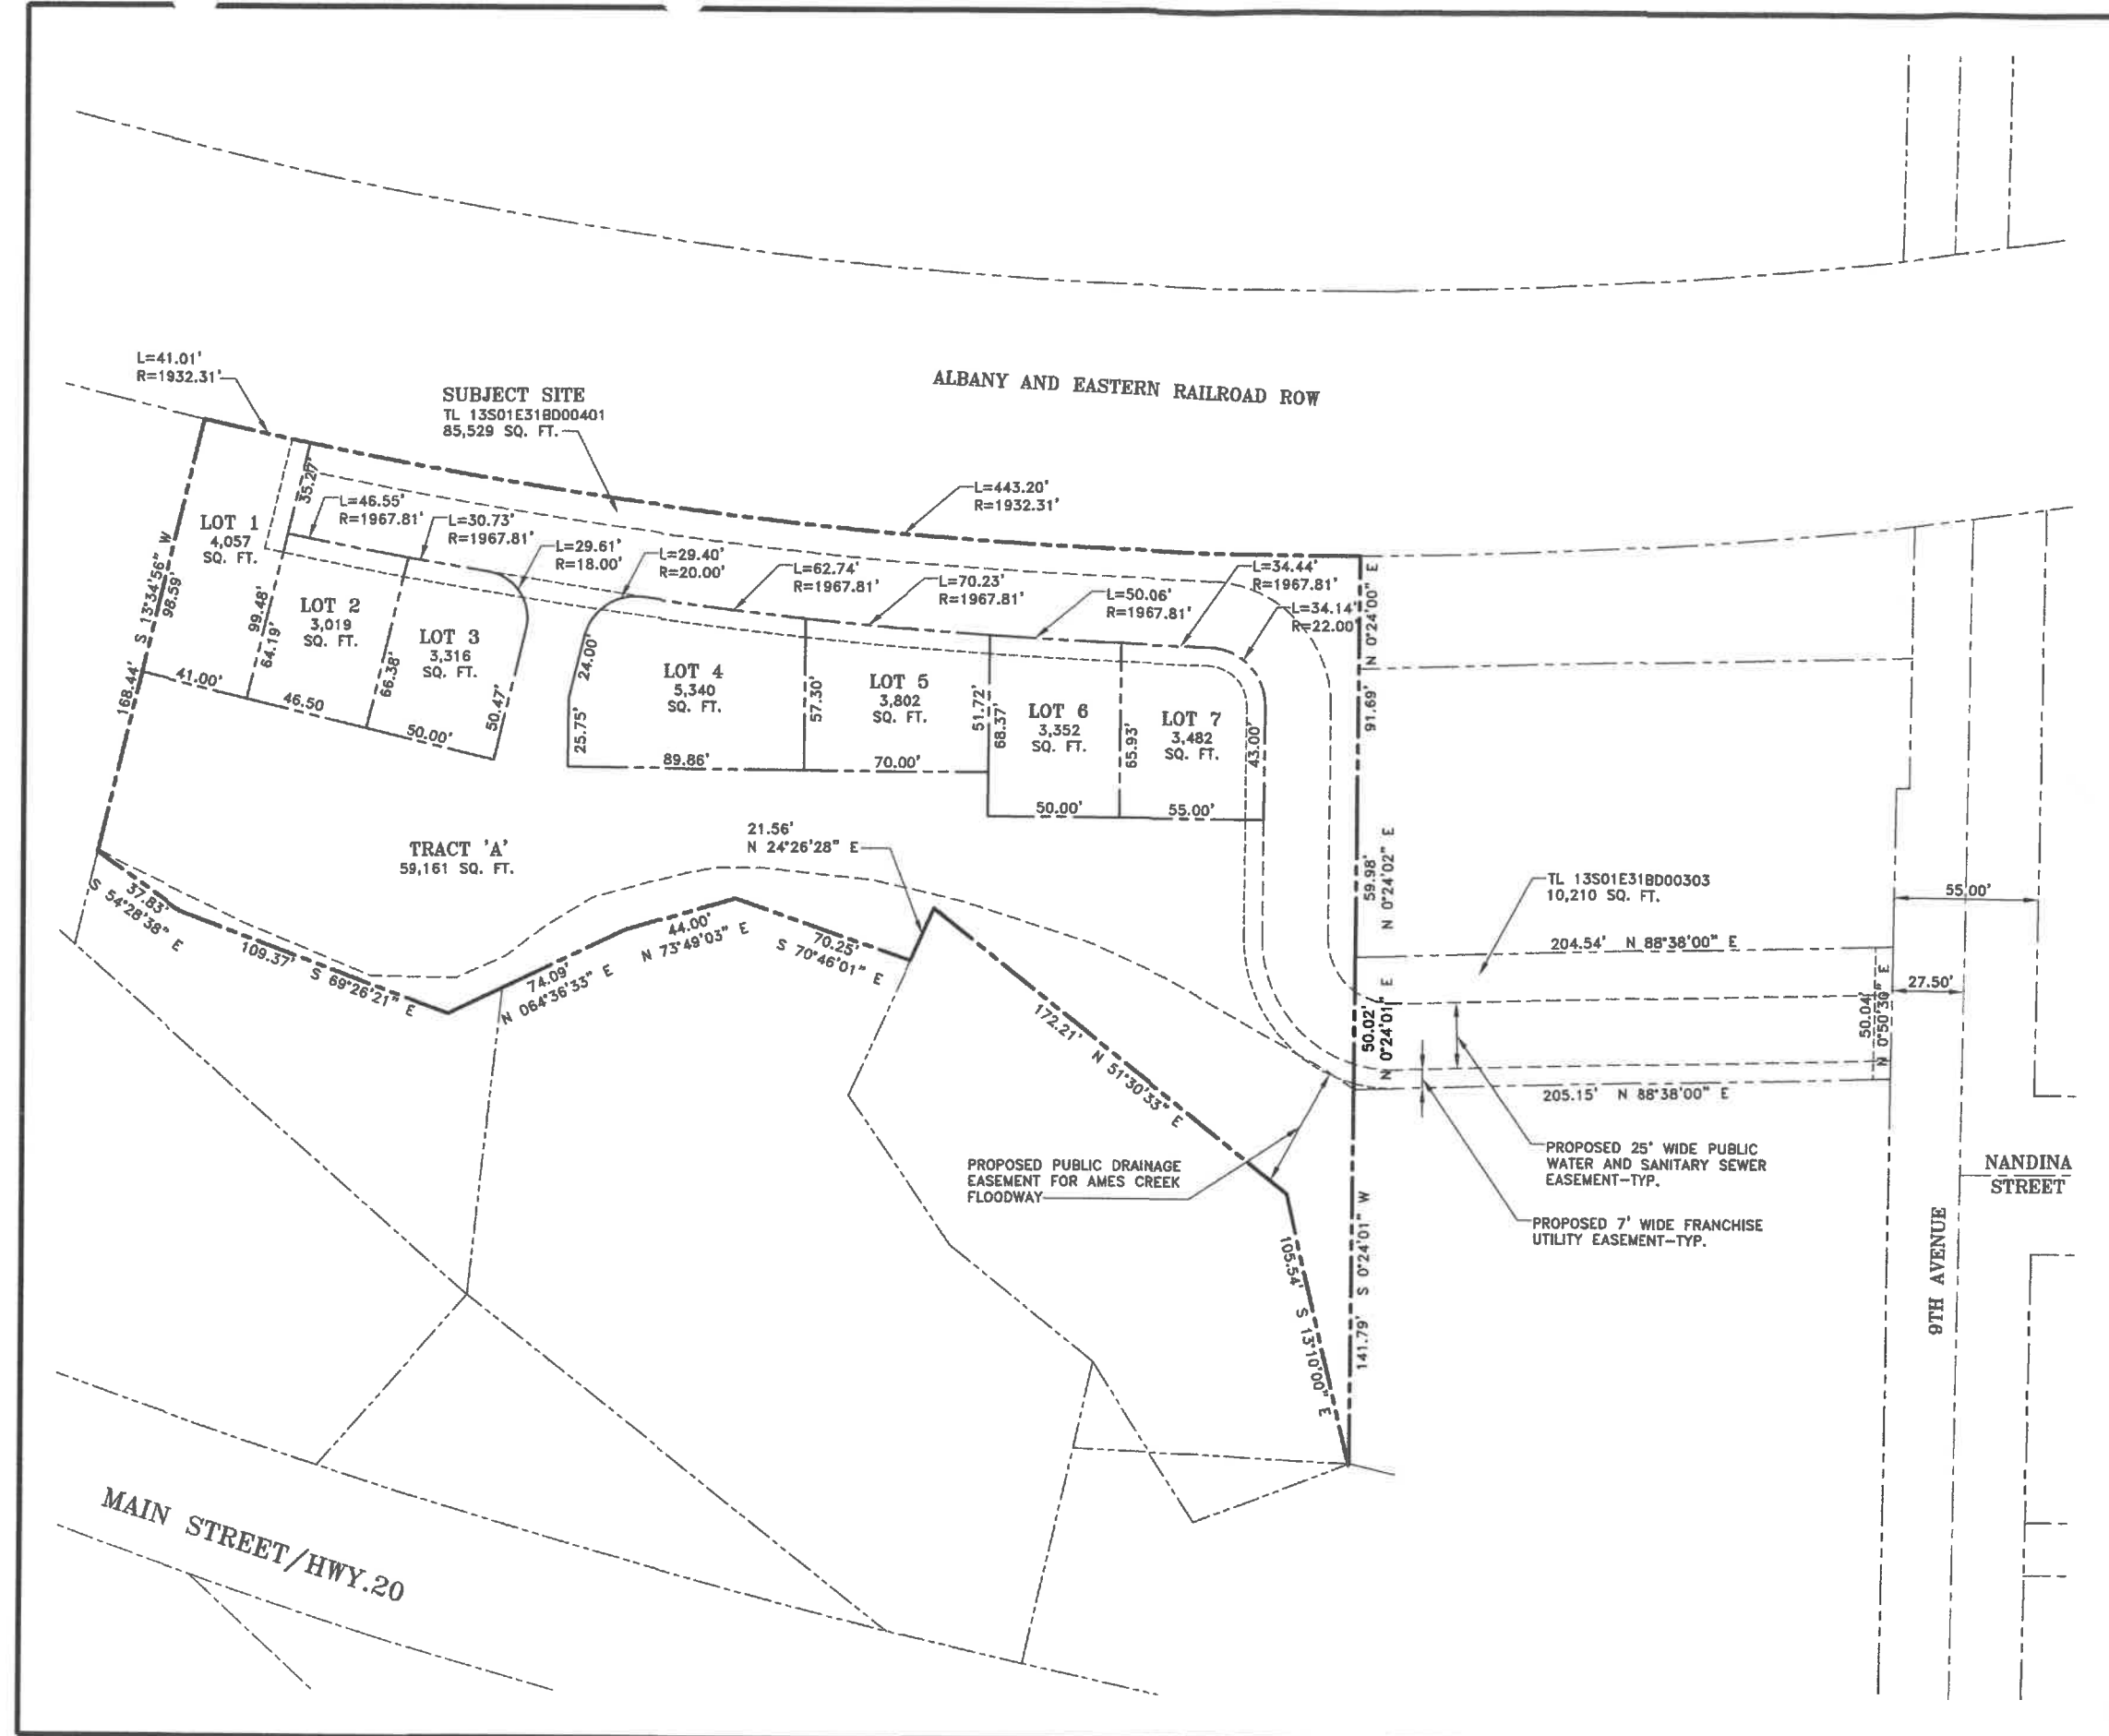 L=41.01'
R=1932.31'
SUBJECT SITE
TL 13S01E31BD00401
85,529 SQ. FT.
ALBANY AND EASTERN RAILROAD ROW
L=443.20'
R=1932.31'
35.27'
L=46.55'
R=1967.81'
L=30.73'
R=1967.81'
L=29.61'
R=18.00'
L=29.40'
R=20.00'
L=62.74'
R=1967.81'
L=70.23'
R=1967.81'
L=50.06'
R=1967.81'
L=34.44'
R=1967.81'
L=34.14'
R=22.00'
LOT 1
4,057
SQ. FT.
LOT 2
3,019
SQ. FT.
LOT 3
3,316
SQ. FT.
LOT 4
5,340
SQ. FT.
LOT 5
3,802
SQ. FT.
LOT 6
3,352
SQ. FT.
LOT 7
3,482
SQ. FT.
168.44' S 13°34'56" W
98.59'
99.48'
64.19'
66.38'
50.47'
24.00'
25.75'
57.30'
51.72'
68.37'
65.93'
43.00'
41.00'
46.50
50.00'
89.86'
70.00'
50.00'
55.00'
91.69' N 0°24'00" E
59.98'
N 0°24'02" E
50.02'
N 0°24'01" E
141.79' S 0°24'01" W
TRACT 'A'
59,161 SQ. FT.
21.56'
N 24°26'28" E
37.83'
S 54°28'38" E
109.37' S 69°26'21" E
74.09'
N 064°36'33" E
44.00'
N 73°49'03" E
70.25'
S 70°46'01" E
172.21' N 51°30'33" E
105.54' S 13°10'00" E
TL 13S01E31BD00303
10,210 SQ. FT.
204.54' N 88°38'00" E
205.15' N 88°38'00" E
50.04'
N 0°50'30" E
55.00'
27.50'
PROPOSED PUBLIC DRAINAGE
EASEMENT FOR AMES CREEK
FLOODWAY
PROPOSED 25' WIDE PUBLIC
WATER AND SANITARY SEWER
EASEMENT-TYP.
PROPOSED 7' WIDE FRANCHISE
UTILITY EASEMENT-TYP.
NANDINA
STREET
9TH AVENUE
MAIN STREET/HWY.20